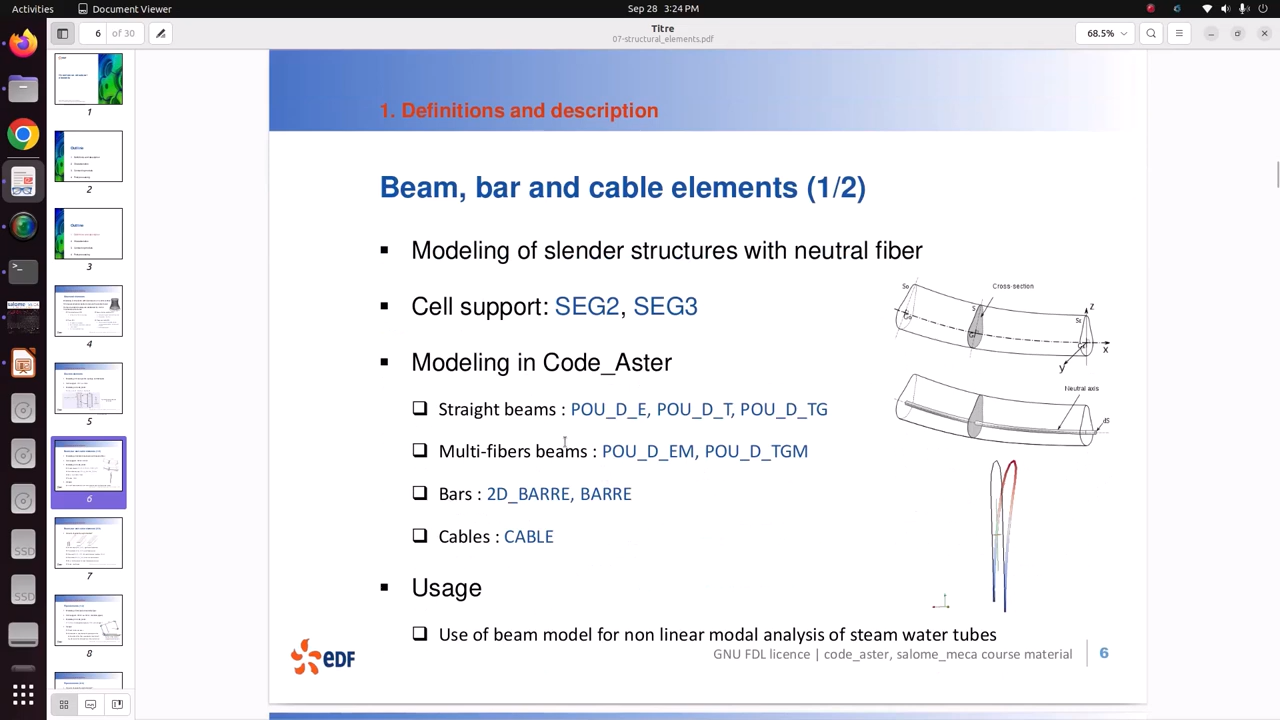 Activities
Document Viewer
Sep 28 3:24 PM
6 of 30
Titre
07-structural_elements.pdf
68.5%
1
2
3
4
5
6
7
8
1. Definitions and description
Beam, bar and cable elements (1/2)
Modeling of slender structures with neutral fiber
Cell support: SEG2, SEG3
Modeling in Code_Aster
Straight beams : POU_D_E, POU_D_T, POU_D_TG
Multi-fibers beams : POU_D_EM, POU_D_TGM
Bars : 2D_BARRE, BARRE
Cables : CABLE
Usage
Use of beam model for non linear modal analysis of steam water tubes
Cross-section
Z
X
y
Neutral axis
dS
EDF
GNU FDL licence | code_aster, salome_meca course material
6
SSD
SSD